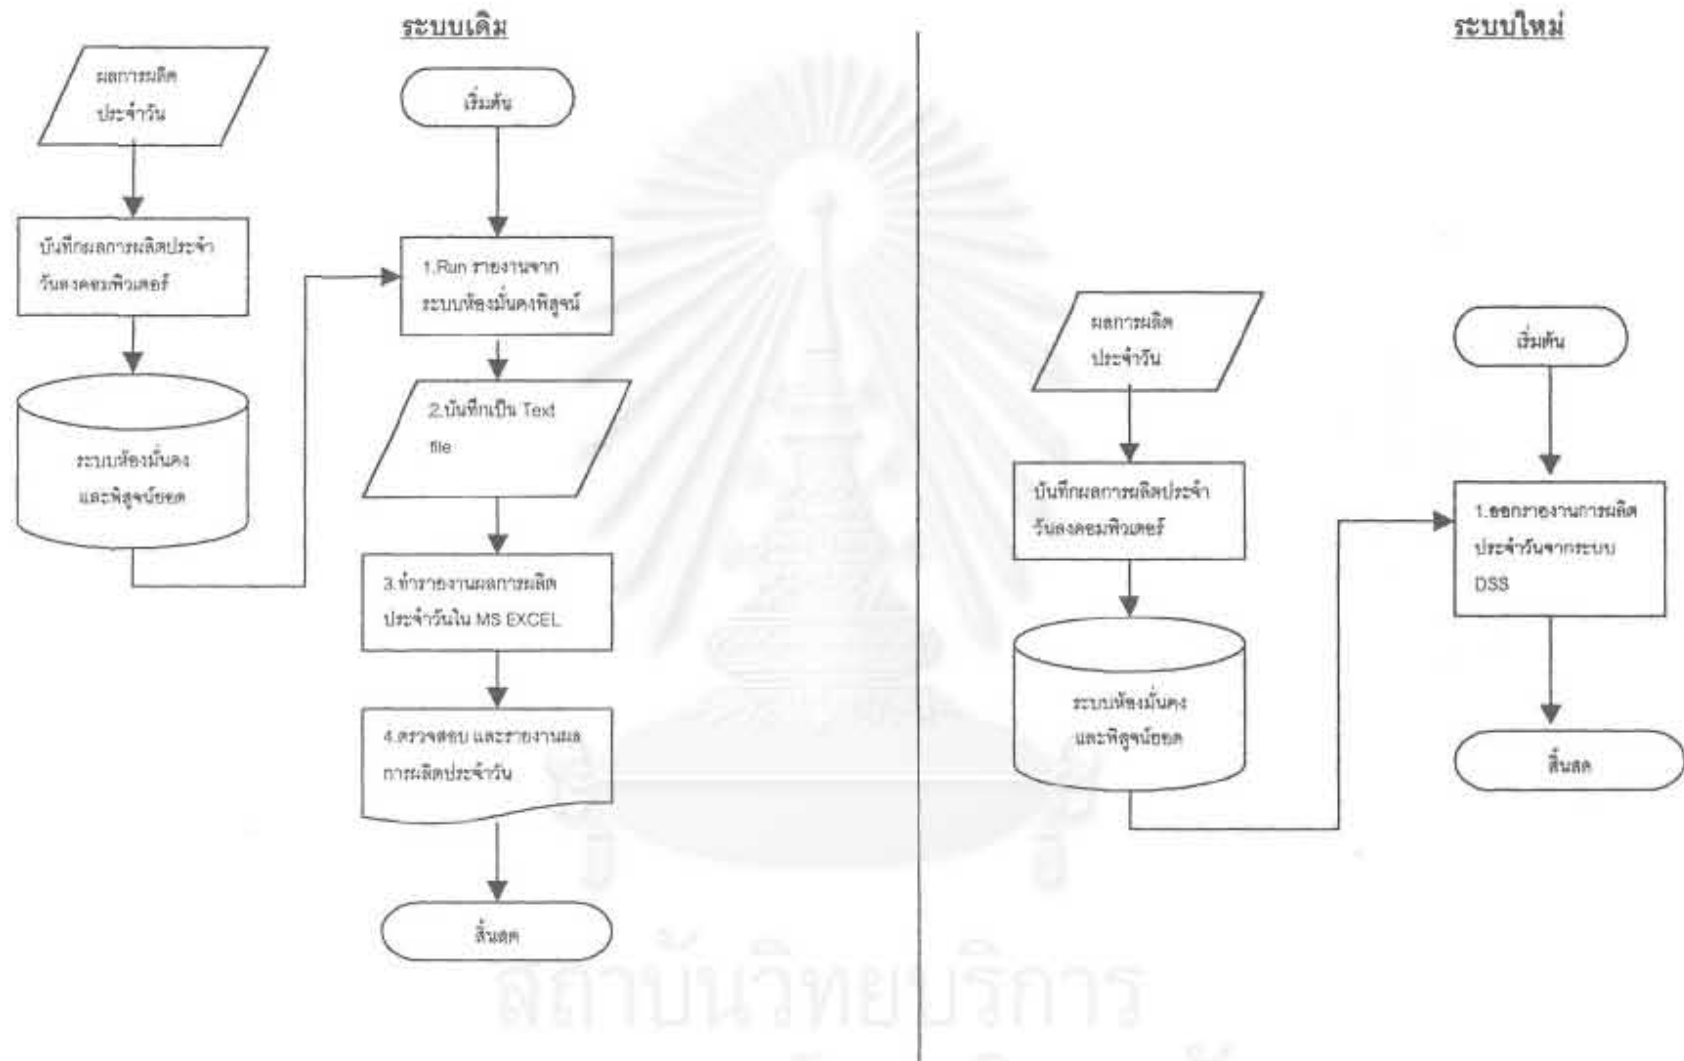 ระบบเดิม
ผลการผลิต
ประจำวัน
เริ่มต้น
บันทึกผลการผลิตประจำ
วันลงคอมพิวเตอร์
1.Run รายงานจาก
ระบบห้องมั่นคงพิสูจน์
2.บันทึกเป็น Text
file
ระบบห้องมั่นคง
และพิสูจน์ยอด
3.ทำรายงานผลการผลิต
ประจำวันใน MS EXCEL
4.ตรวจสอบ และรายงานผล
การผลิตประจำวัน
สิ้นสุด
ระบบใหม่
ผลการผลิต
ประจำวัน
เริ่มต้น
บันทึกผลการผลิตประจำ
วันลงคอมพิวเตอร์
1.ออกรายงานการผลิต
ประจำวันจากระบบ
DSS
ระบบห้องมั่นคง
และพิสูจน์ยอด
สิ้นสุด
สถาบันวิทยบริการ